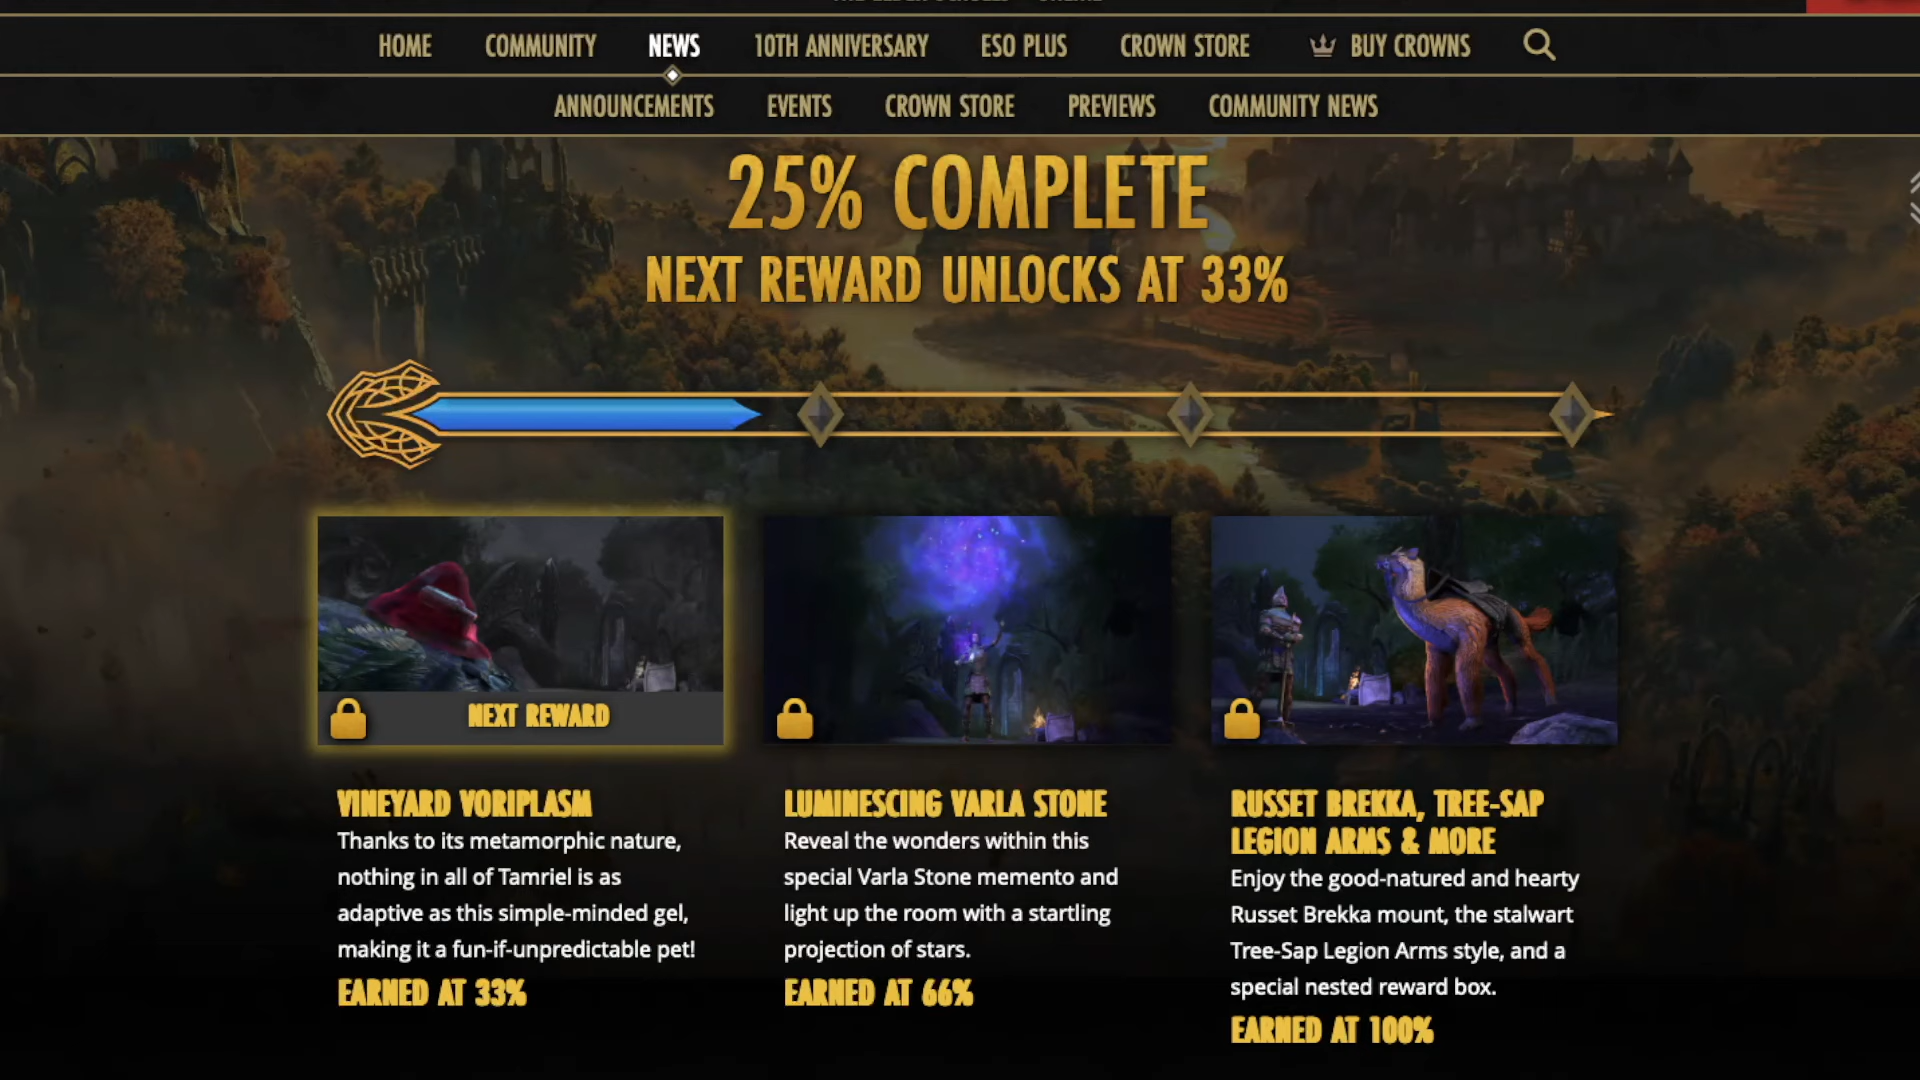 HOME COMMUNITY NEWS 10TH ANNIVERSARY ESO PLUS CROWN STORE BUY CROWNS
ANNOUNCEMENTS EVENTS CROWN STORE PREVIEWS COMMUNITY NEWS
25% COMPLETE
NEXT REWARD UNLOCKS AT 33%
NEXT REWARD
VINEYARD VORIPLASM
Thanks to its metamorphic nature,
nothing in all of Tamriel is as
adaptive as this simple-minded gel,
making it a fun-if-unpredictable pet!
EARNED AT 33%
LUMINESCING VARLA STONE
Reveal the wonders within this
special Varla Stone memento and
light up the room with a startling
projection of stars.
EARNED AT 66%
RUSSET BREKKA, TREE-SAP
LEGION ARMS & MORE
Enjoy the good-natured and hearty
Russet Brekka mount, the stalwart
Tree-Sap Legion Arms style, and a
special nested reward box.
EARNED AT 100%